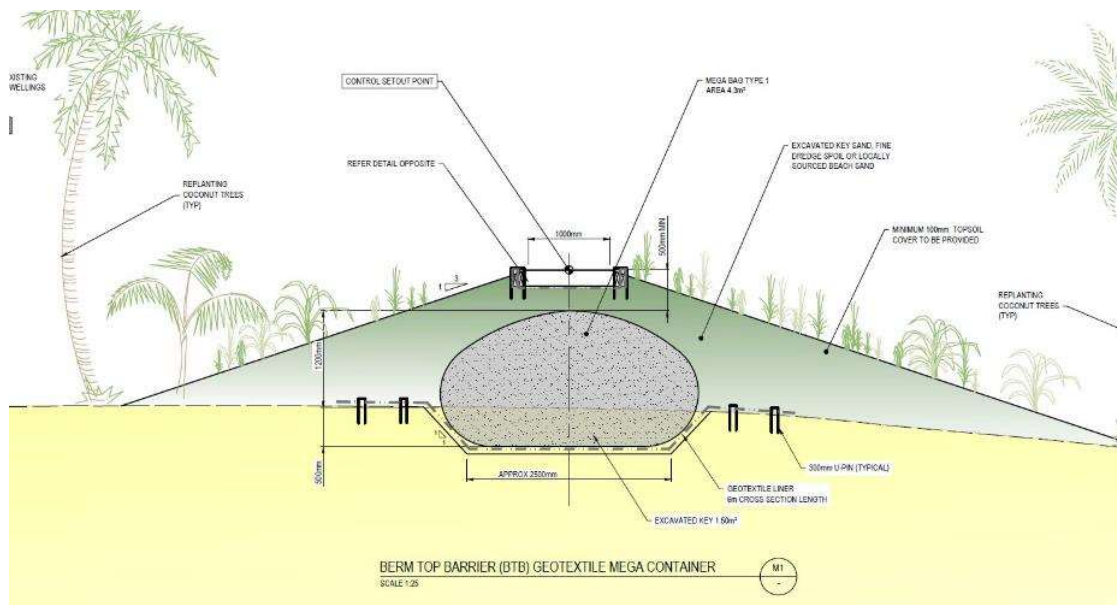 XISTING
WELLINGS
CONTROL SETOUT POINT
MEGA BAG TYPE 1
AREA 4.3m²
EXCAVATED KEY SAND, FINE
DREDGE SPOIL OR LOCALLY
SOURCED BEACH SAND
REFER DETAIL OPPOSITE
REPLANTING
COCONUT TREES
(TYP)
1000mm
500mm MIN
MINIMUM 100mm TOPSOIL
COVER TO BE PROVIDED
3
1
REPLANTING
COCONUT TREES
(TYP)
1200mm
500mm
APPROX 2500mm
300mm U-PIN (TYPICAL)
GEOTEXTILE LINER
6m CROSS SECTION LENGTH
EXCAVATED KEY 1.50m²
BERM TOP BARRIER (BTB) GEOTEXTILE MEGA CONTAINER
SCALE 1:25
M1
-